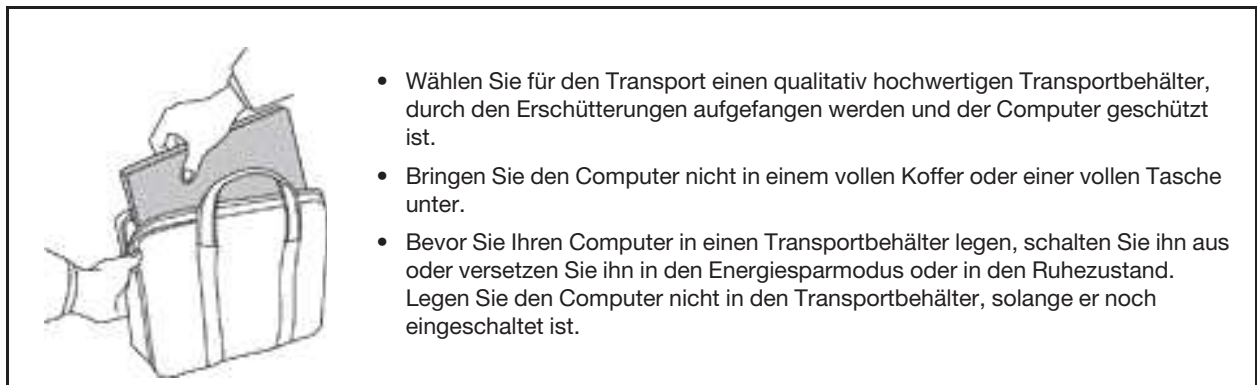 • Wählen Sie für den Transport einen qualitativ hochwertigen Transportbehälter,
durch den Erschütterungen aufgefangen werden und der Computer geschützt
ist.
• Bringen Sie den Computer nicht in einem vollen Koffer oder einer vollen Tasche
unter.
• Bevor Sie Ihren Computer in einen Transportbehälter legen, schalten Sie ihn aus
oder versetzen Sie ihn in den Energiesparmodus oder in den Ruhezustand.
Legen Sie den Computer nicht in den Transportbehälter, solange er noch
eingeschaltet ist.